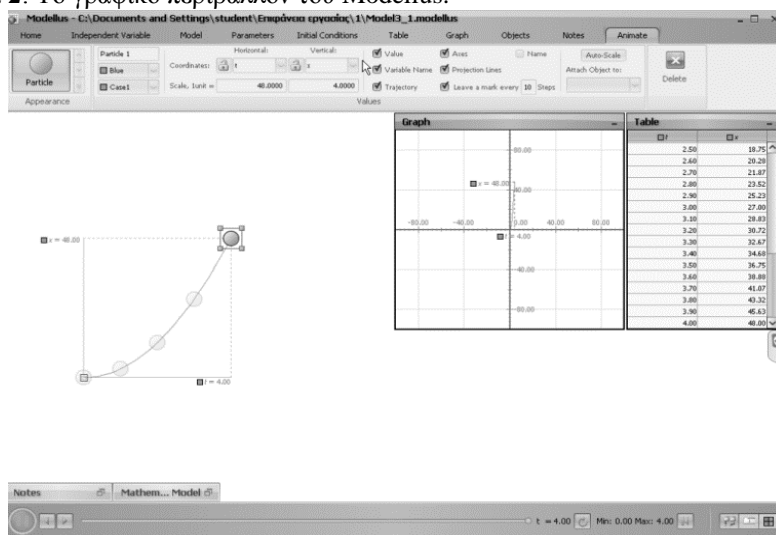 2. Το γραφικό περιβάλλον του Modellus.
Modellus - C:\Documents and Settings\student\Επιφάνεια εργασίας\1\Model3_1.modellus
Home Independent Variable Model Parameters Initial Conditions Table Graph Objects Notes Animate
Particle 1 Horizontal: Vertical: Value Axes Name Auto-Scale
Blue Coordinates: t x Variable Name Projection Lines Attach Object to:
Particle Case1 Scale, 1unit = 48.0000 4.0000 Trajectory Leave a mark every 10 Steps Delete
Appearance Values
Graph
80.00
x = 48.00
40.00
-80.00 -40.00 0.00 40.00 80.00
t = 4.00
-40.00
-80.00
Table
t x
2.50 18.75
2.60 20.28
2.70 21.87
2.80 23.52
2.90 25.23
3.00 27.00
3.10 28.83
3.20 30.72
3.30 32.67
3.40 34.68
3.50 36.75
3.60 38.88
3.70 41.07
3.80 43.32
3.90 45.63
4.00 48.00
x = 48.00
t = 4.00
Notes Mathem... Model
t = 4.00 Min: 0.00 Max: 4.00